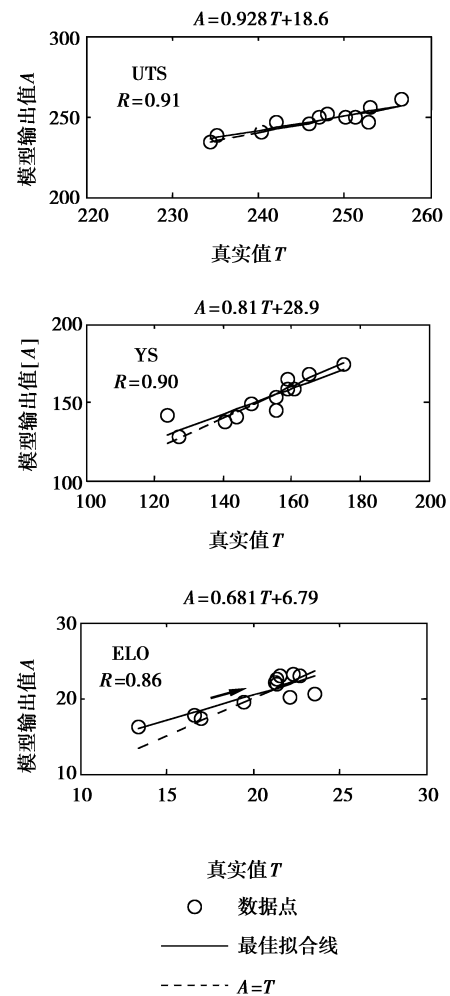 A=0.928T+18.6
300
UTS
R=0.91
250
200
模型输出值A
220 230 240 250 260
真实值T
A=0.81T+28.9
200
YS
R=0.90
150
100
模型输出值[A]
100 120 140 160 180 200
真实值T
A=0.681T+6.79
30
ELO
R=0.86
20
10
模型输出值A
10 15 20 25 30
真实值T
数据点
最佳拟合线
A=T